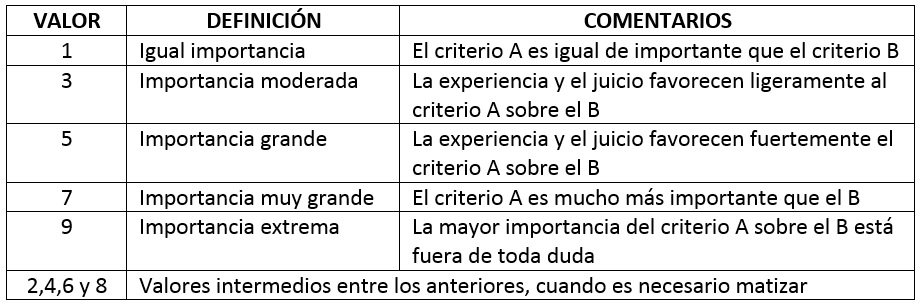 VALOR DEFINICIÓN COMENTARIOS
1 Igual importancia El criterio A es igual de importante que el criterio B
3 Importancia moderada La experiencia y el juicio favorecen ligeramente al
criterio A sobre el B
5 Importancia grande La experiencia y el juicio favorecen fuertemente el
criterio A sobre el B
7 Importancia muy grande El criterio A es mucho más importante que el B
9 Importancia extrema La mayor importancia del criterio A sobre el B está
fuera de toda duda
2,4,6 y 8 Valores intermedios entre los anteriores, cuando es necesario matizar